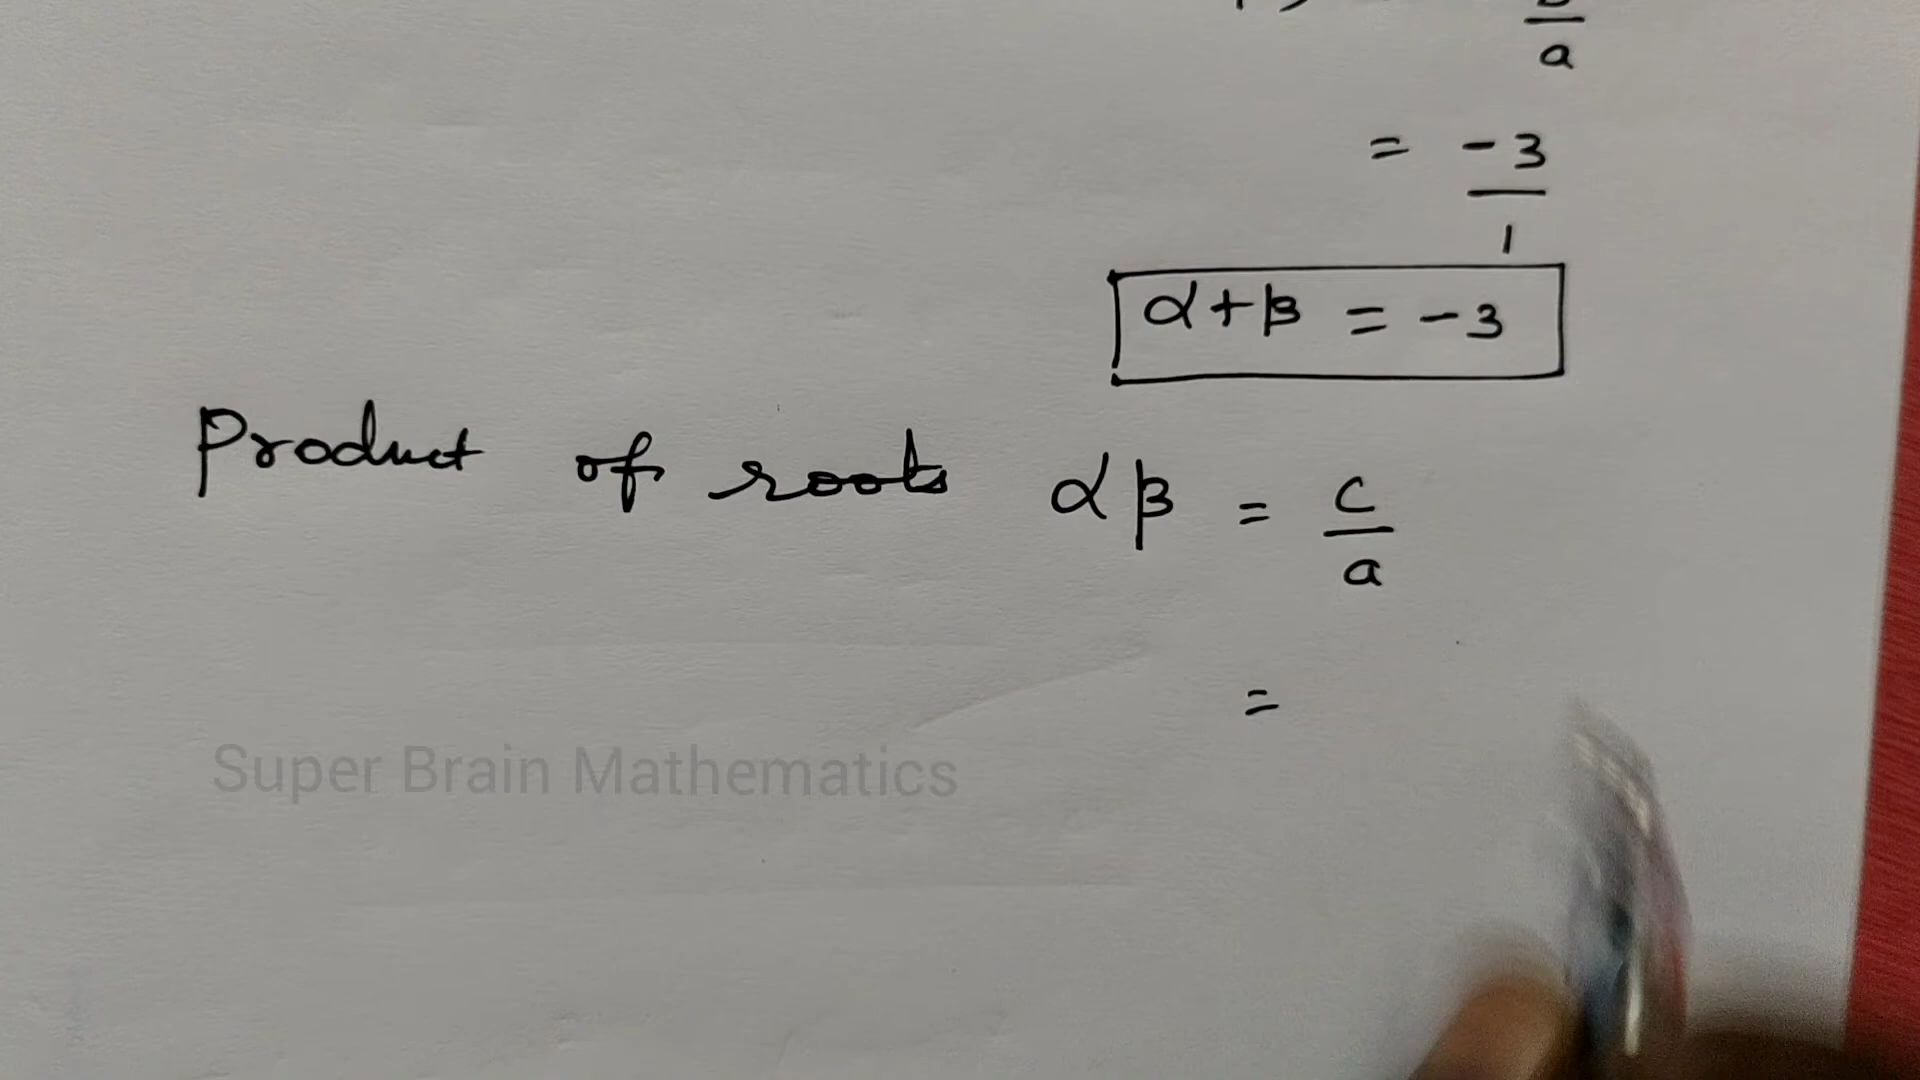 a
= -3
1
α+β = -3
Product of roots αβ = c
a
=
Super Brain Mathematics